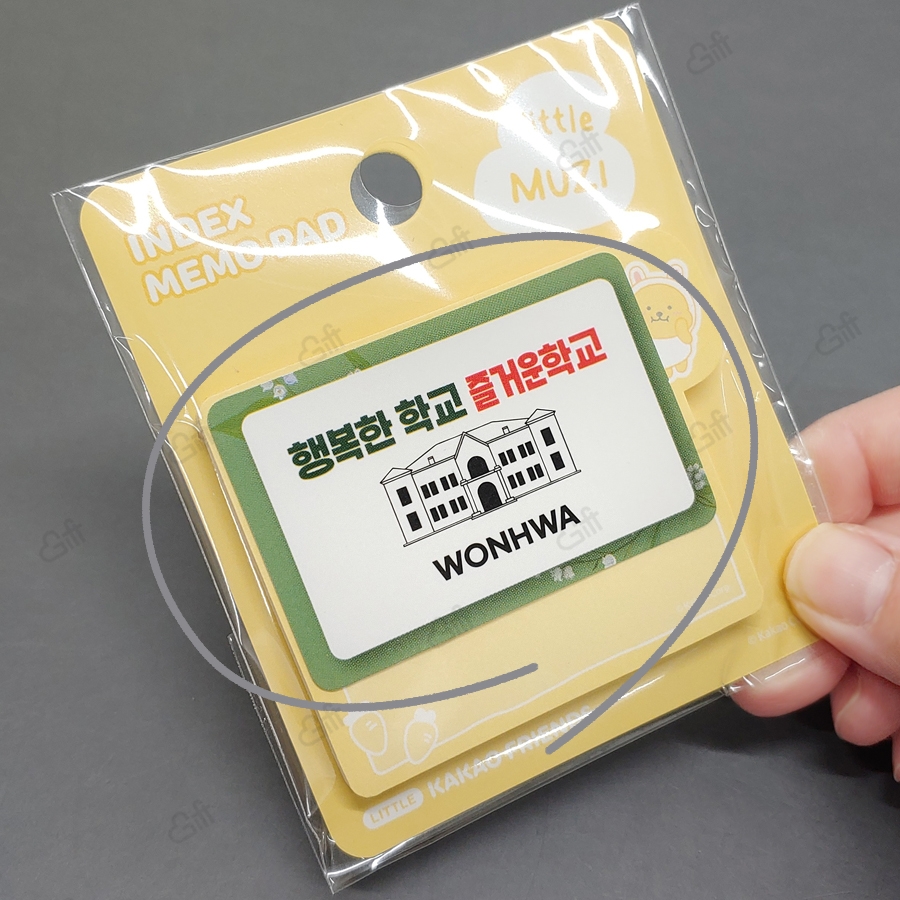 INDEX
MEMO PAD
little
MUZI
행복한 학교 즐거운학교
WONHWA
LITTLE KAKAO FRIENDS
Gift